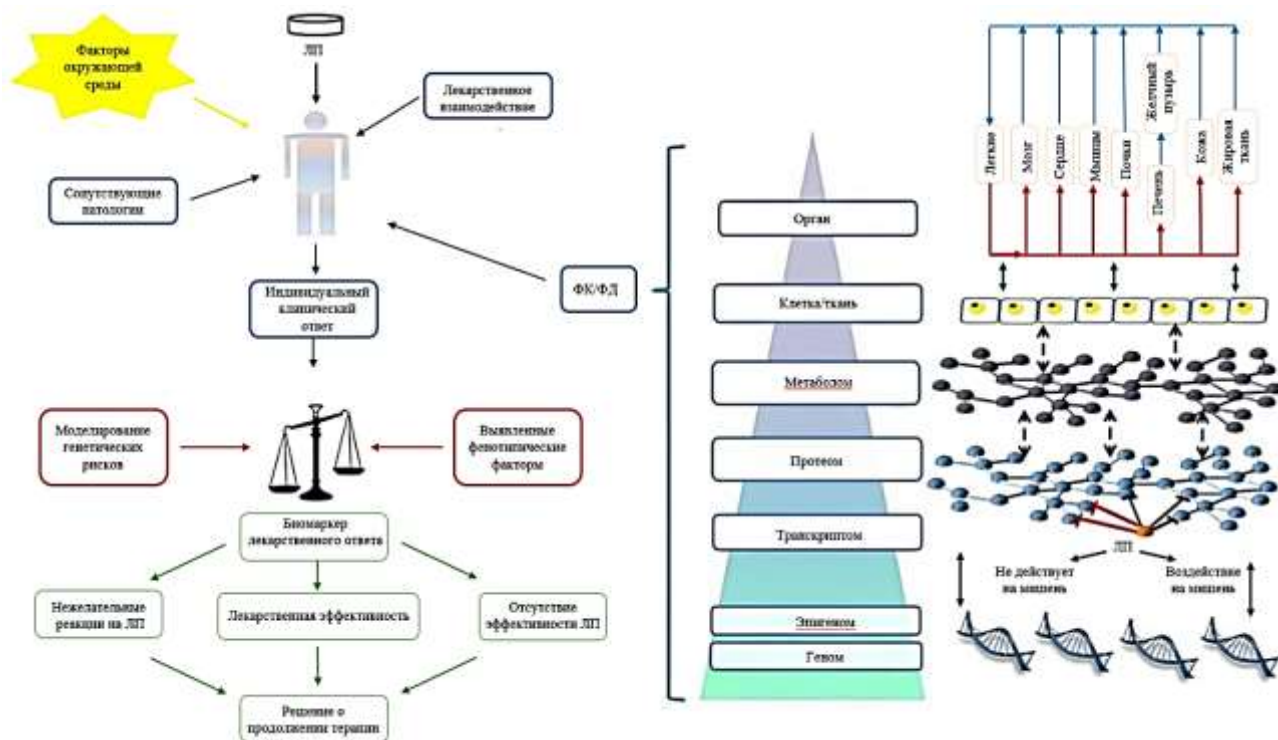 Факторы
окружающей
среды
ЛП
Лекарственное
взаимодействие
Сопутствующие
патологии
Индивидуальный
клинический
ответ
ФК/ФД
Моделирование
генетических
рисков
Выявленные
фенотипические
факторы
Биомаркер
лекарственного ответа
Нежелательные
реакции на ЛП
Лекарственная эффективность
Отсутствие
эффективности ЛП
Решение о
продолжении терапии
Орган
Клетка/ткань
Метаболом
Протеом
Транскриптом
Эпигеном
Геном
Легкие
Мозг
Сердце
Мышцы
Почки
Печень
Желчный
пузырь
Кожа
Жировая
ткань
ЛП
Не действует
на мишень
Воздействие
на мишень